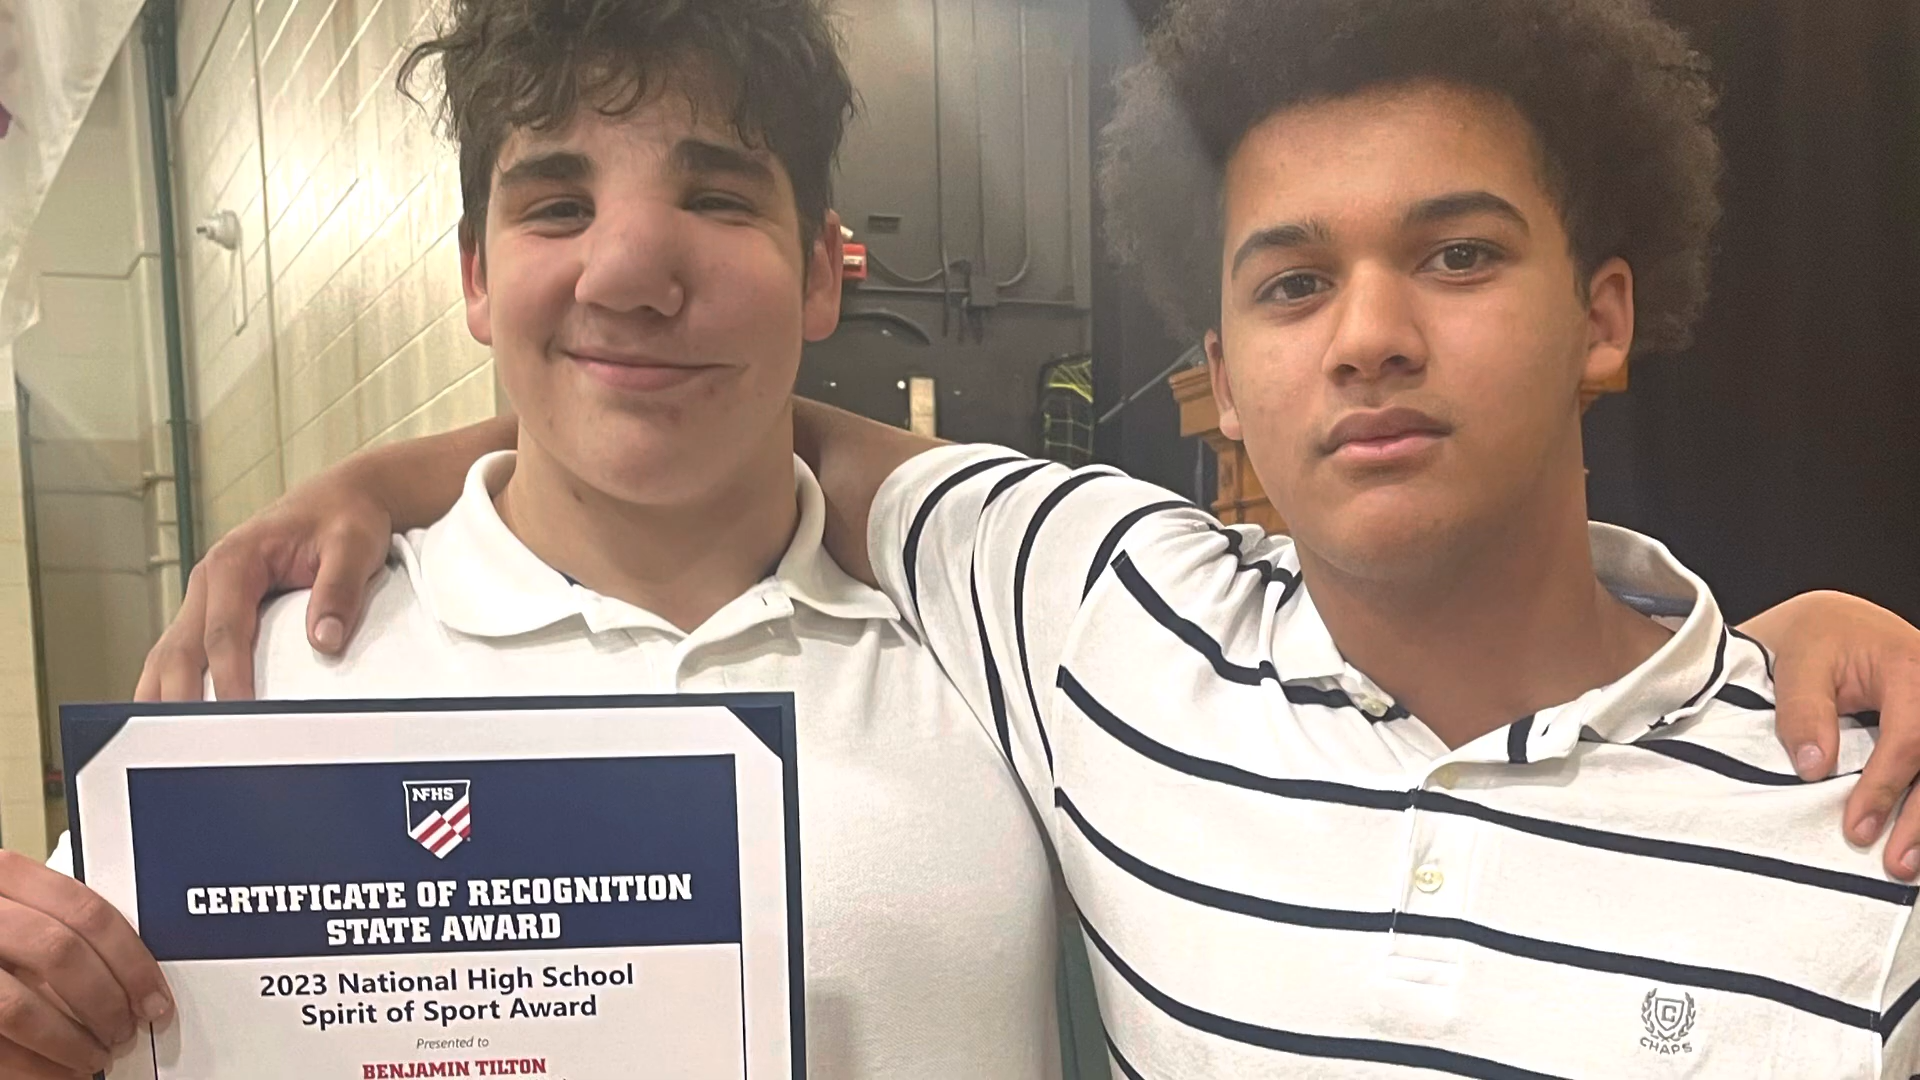 NFHS
CERTIFICATE OF RECOGNITION
STATE AWARD
2023 National High School
Spirit of Sport Award
Presented to
BENJAMIN TILTON
C
CHAPS